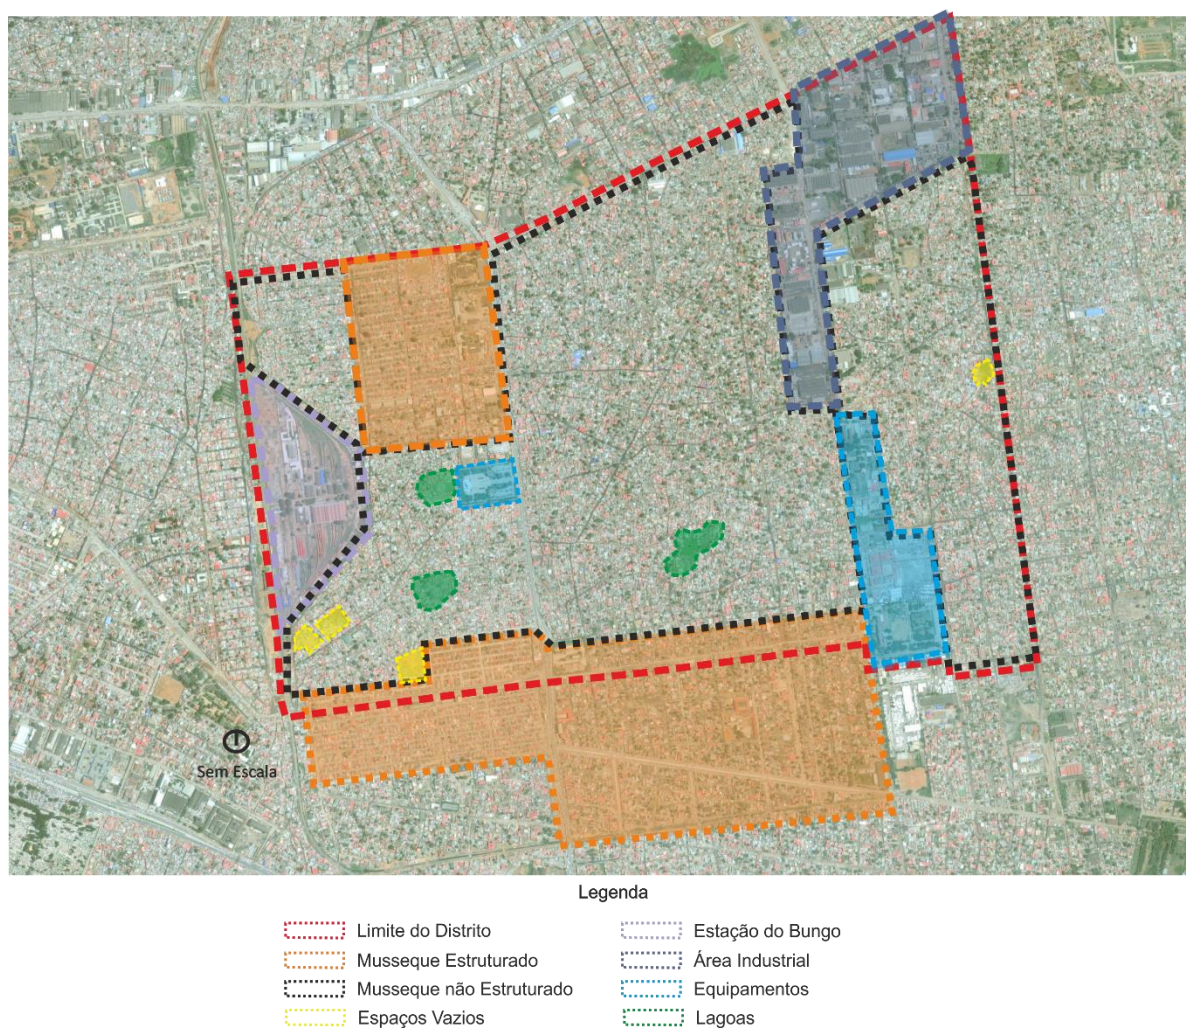 Sem Escala
Legenda
Limite do Distrito
Musseque Estruturado
Musseque não Estruturado
Espaços Vazios
Estação do Bungo
Área Industrial
Equipamentos
Lagoas